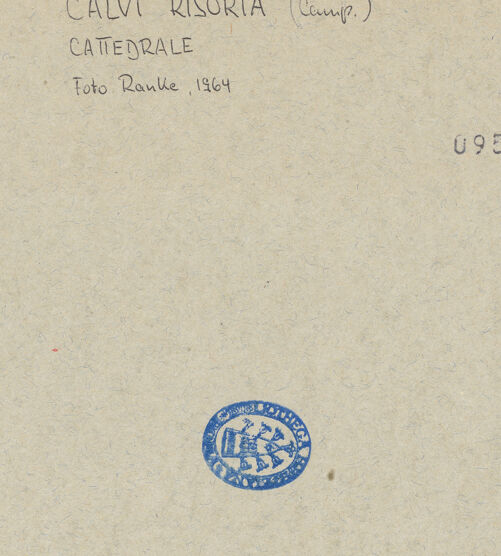 CALVI RISORTA (Camp.)
CATTEDRALE
Foto Ranke, 1964
095